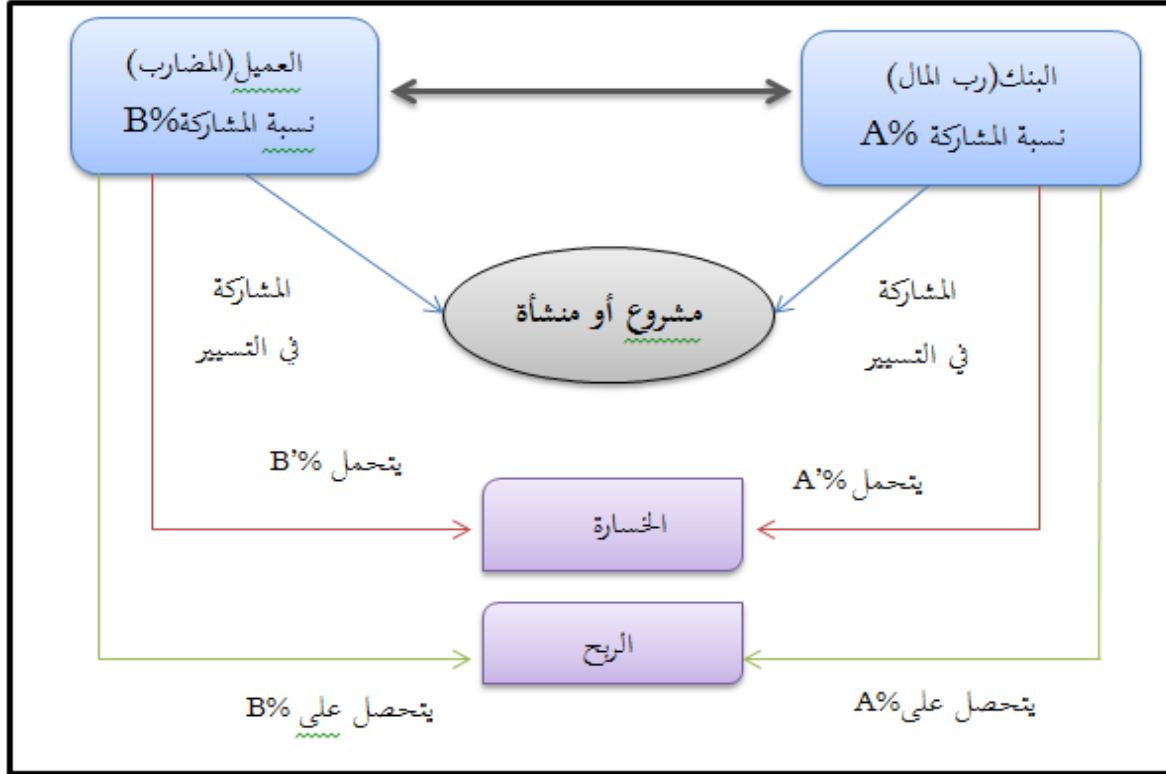 البنك(رب المال)
نسبة المشاركة A%
العميل(المضارب)
نسبة المشاركةB%
المشاركة
في التسيير
مشروع أو منشأة
المشاركة
في التسيير
يتحمل A'%
يتحمل B'%
الخسارة
الربح
يتحصل علىA%
يتحصل على B%